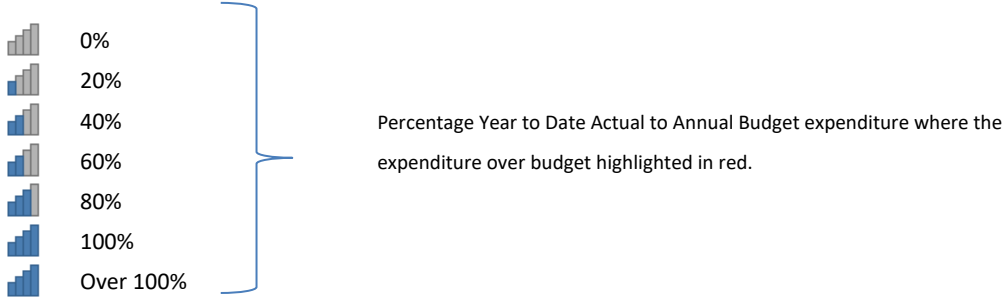 0%
20%
40%
60%
80%
100%
Over 100%
Percentage Year to Date Actual to Annual Budget expenditure where the
expenditure over budget highlighted in red.